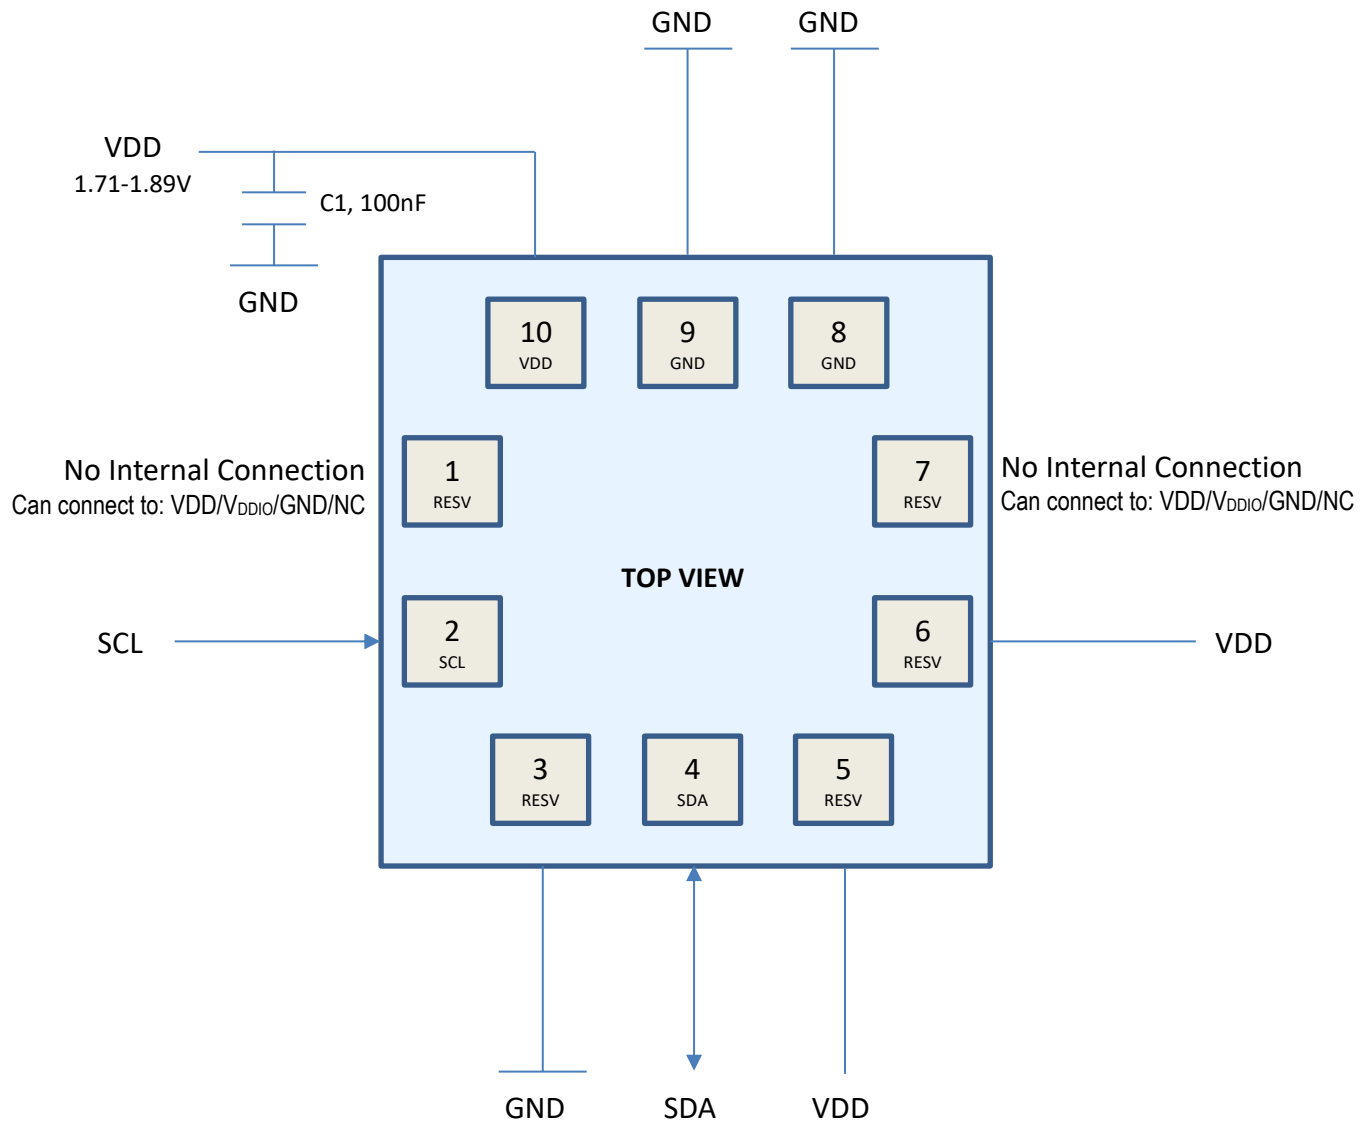 GND
GND
VDD
1.71-1.89V
C1, 100nF
GND
10
VDD
9
GND
8
GND
No Internal Connection
Can connect to: VDD/VDDIO/GND/NC
1
RESV
7
RESV
No Internal Connection
Can connect to: VDD/VDDIO/GND/NC
TOP VIEW
SCL
2
SCL
6
RESV
VDD
3
RESV
4
SDA
5
RESV
GND
SDA
VDD